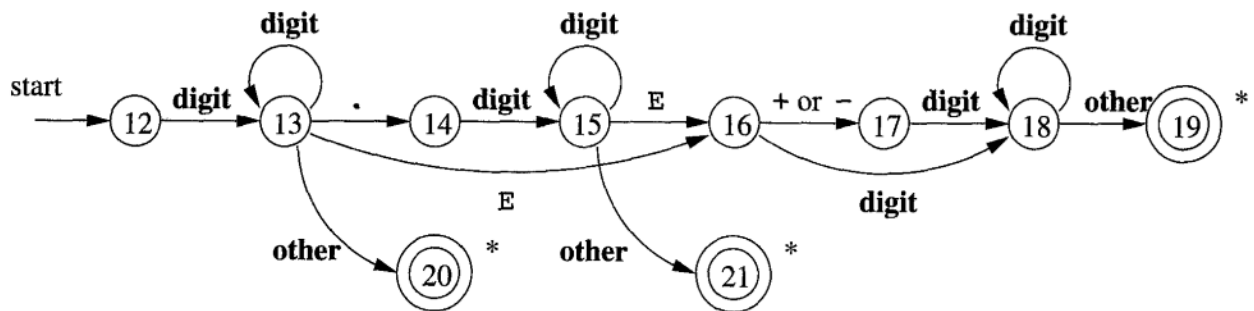 digit digit digit
start digit . digit E + or - digit other *
12 13 14 15 16 17 18 19
E digit
other * other *
20 21